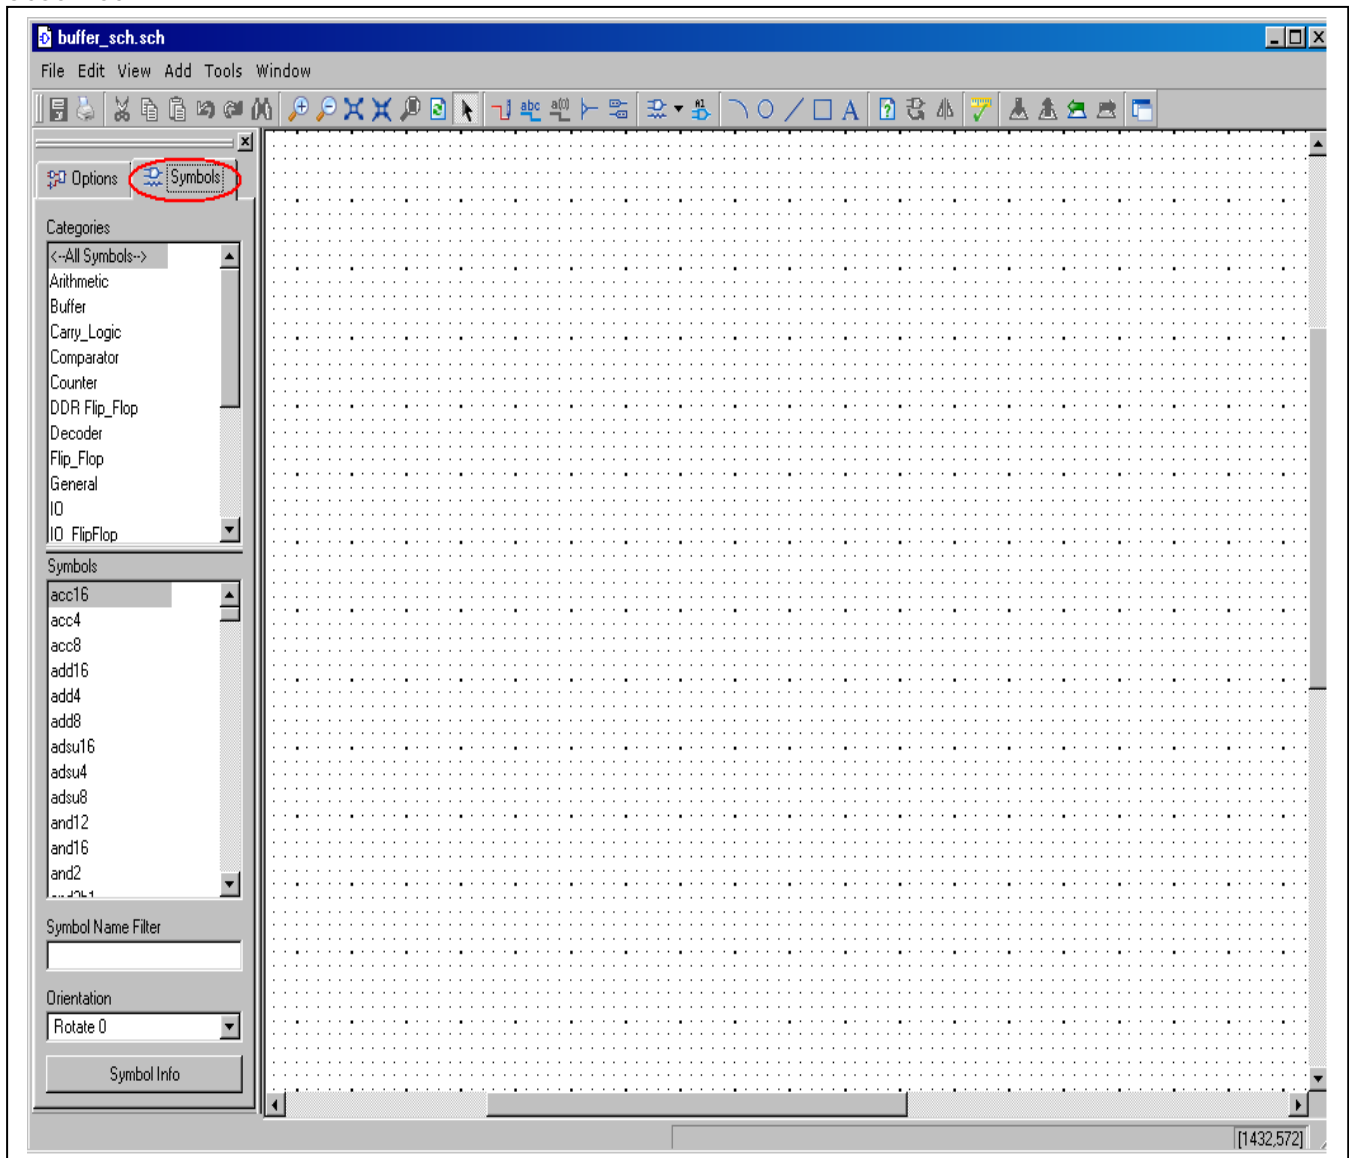 buffer_sch.sch
File Edit View Add Tools Window
abc
A
Options Symbols
Categories
<--All Symbols-->
Arithmetic
Buffer
Carry_Logic
Comparator
Counter
DDR Flip_Flop
Decoder
Flip_Flop
General
IO
IO_FlipFlop
Symbols
acc16
acc4
acc8
add16
add4
add8
adsu16
adsu4
adsu8
and12
and16
and2
Symbol Name Filter
Orientation
Rotate 0
Symbol Info
[1432,572]